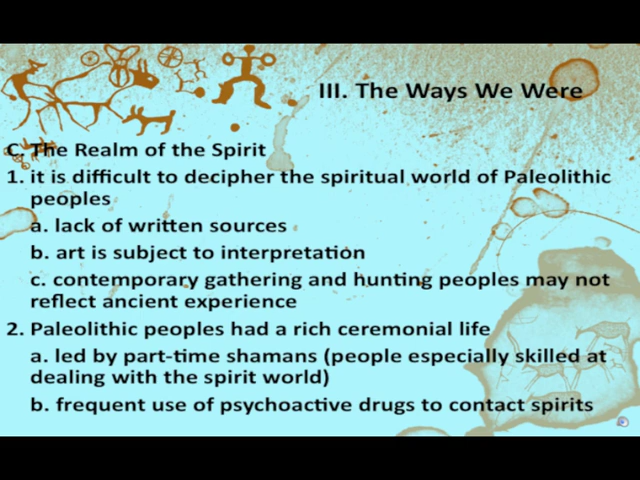 III. The Ways We Were
C. The Realm of the Spirit
1. it is difficult to decipher the spiritual world of Paleolithic
peoples
a. lack of written sources
b. art is subject to interpretation
c. contemporary gathering and hunting peoples may not
reflect ancient experience
2. Paleolithic peoples had a rich ceremonial life
a. led by part-time shamans (people especially skilled at
dealing with the spirit world)
b. frequent use of psychoactive drugs to contact spirits